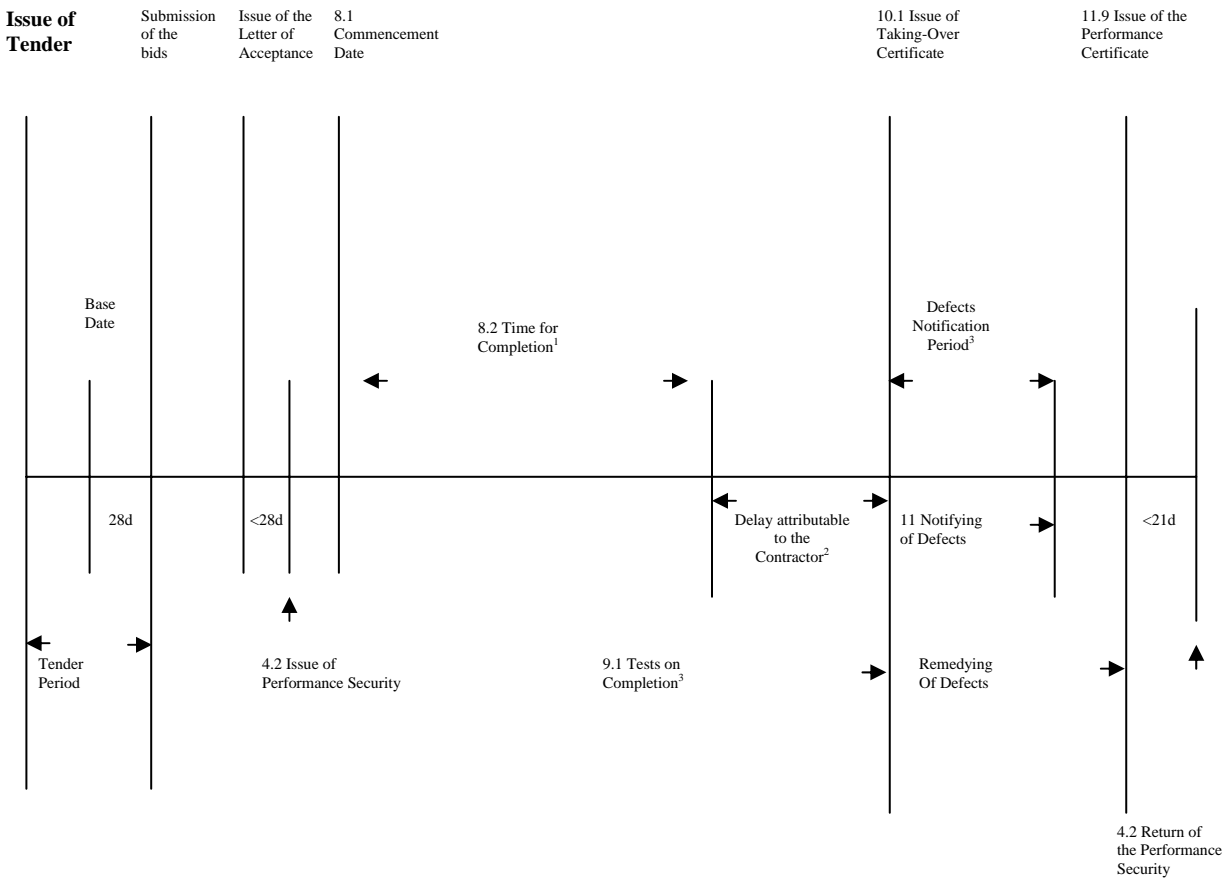 Issue of
Tender
Submission
of the
bids
Issue of the
Letter of
Acceptance
8.1
Commencement
Date
10.1 Issue of
Taking-Over
Certificate
11.9 Issue of the
Performance
Certificate
Base
Date
8.2 Time for
Completion1
Defects
Notification
Period3
28d
<28d
Delay attributable
to the
Contractor2
11 Notifying
of Defects
<21d
Tender
Period
4.2 Issue of
Performance Security
9.1 Tests on
Completion3
Remedying
Of Defects
4.2 Return of
the Performance
Security